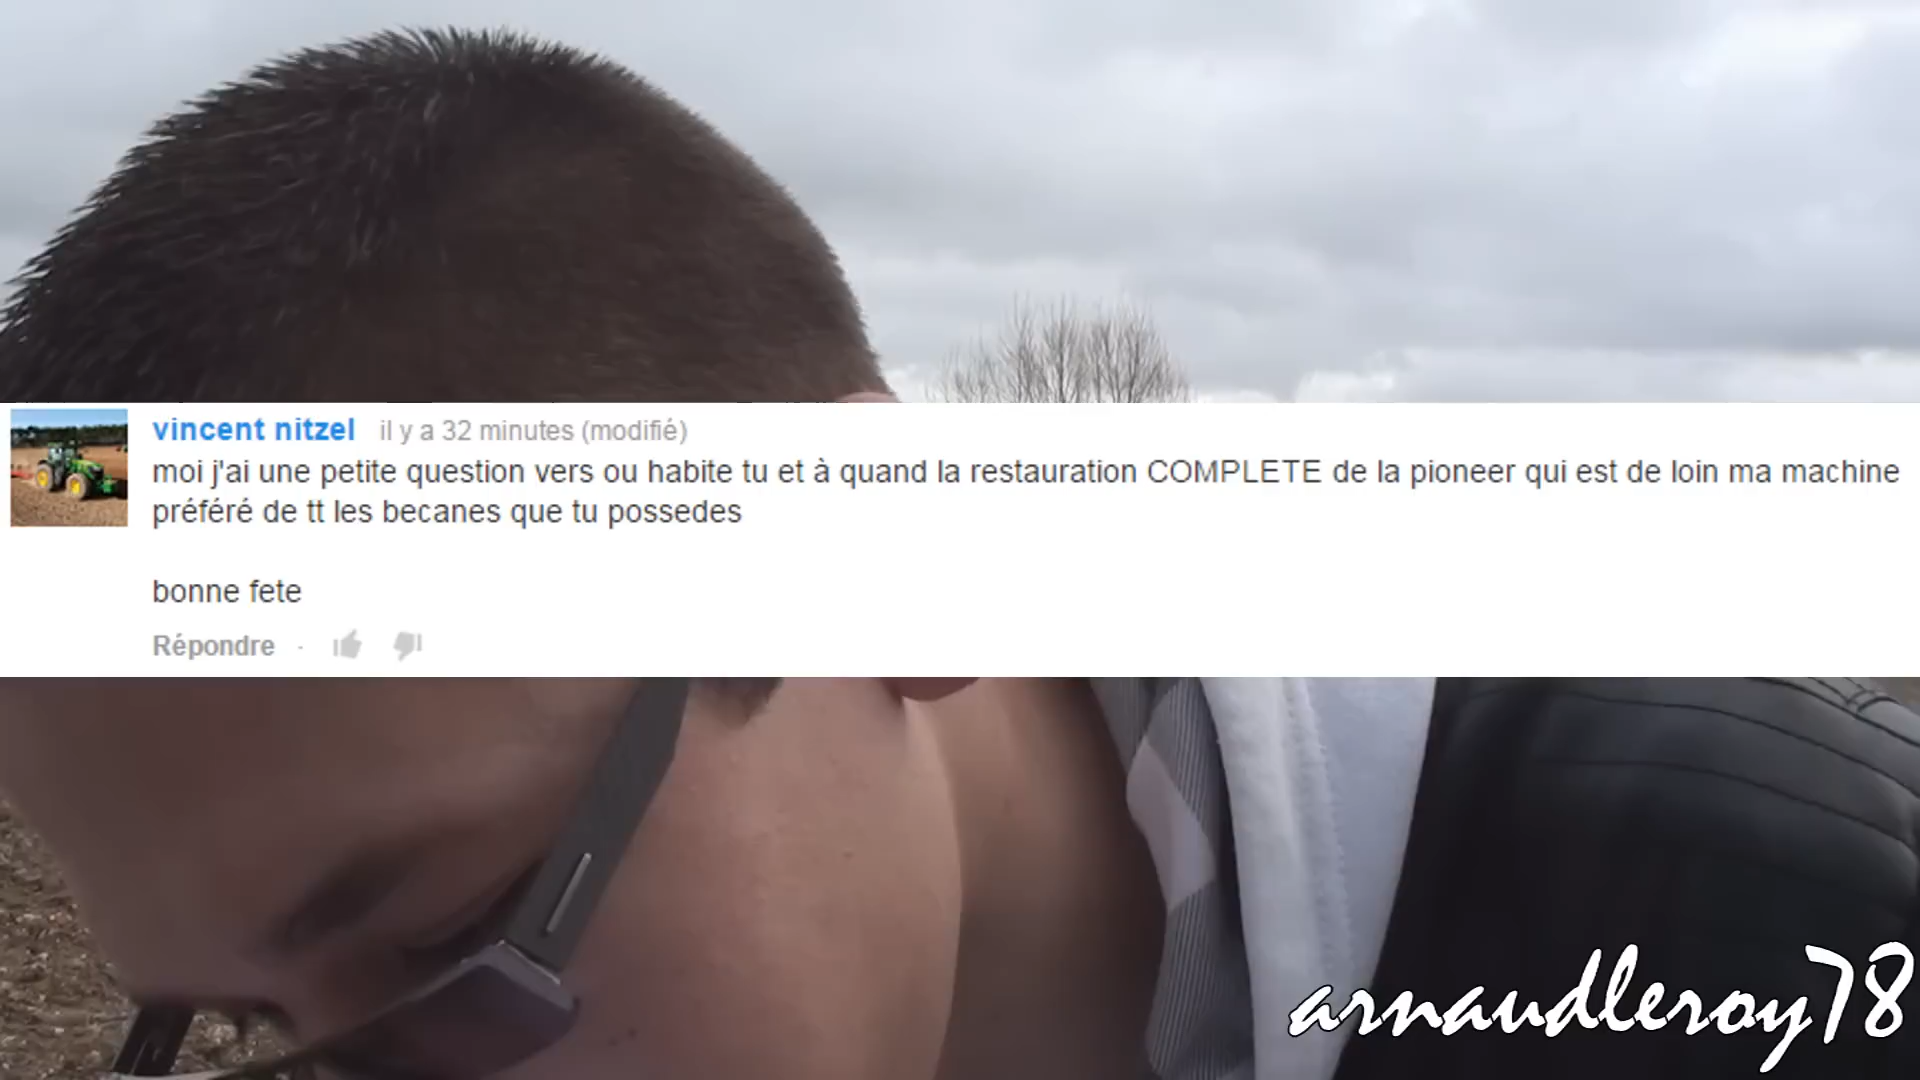 vincent nitzel il y a 32 minutes (modifié)
moi j'ai une petite question vers ou habite tu et à quand la restauration COMPLETE de la pioneer qui est de loin ma machine
préféré de tt les becanes que tu possedes
bonne fete
Répondre ·
arnaudleroy78